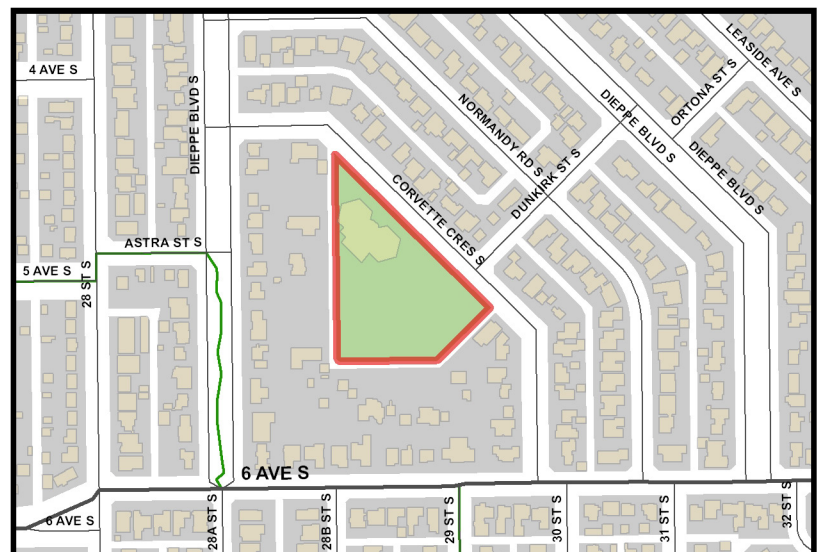 LEASIDE AVE S
4 AVE S
DIEPPE BLVD S
ORTONA ST S
NORMANDY RD S
DIEPPE BLVD S
DIEPPE BLVD S
DUNKIRK ST S
CORVETTE CRES S
ASTRA ST S
5 AVE S
28 ST S
6 AVE S
6 AVE S
28A ST S
28B ST S
29 ST S
30 ST S
31 ST S
32 ST S